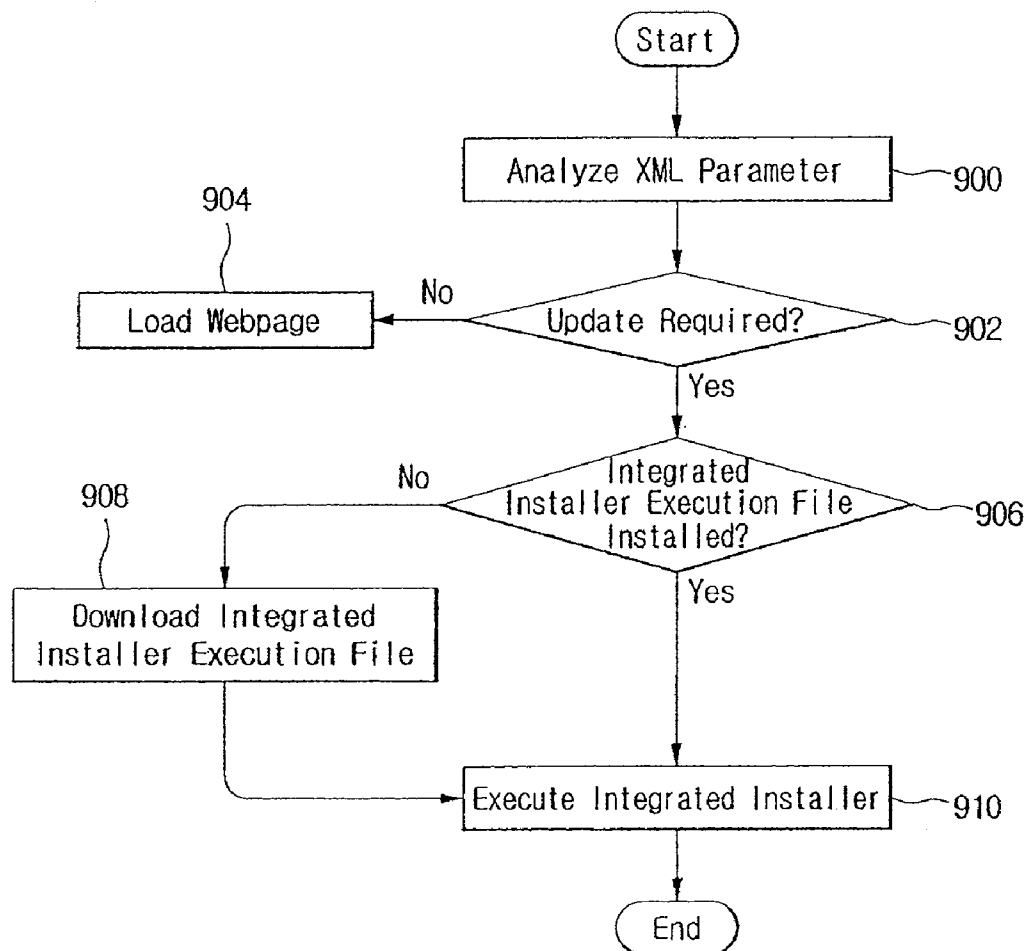 Start
Analyze XML Parameter
900
904
No
Load Webpage
Update Required?
902
Yes
No
Integrated
Installer Execution File
Installed?
906
908
Yes
Download Integrated
Installer Execution File
Execute Integrated Installer
910
End